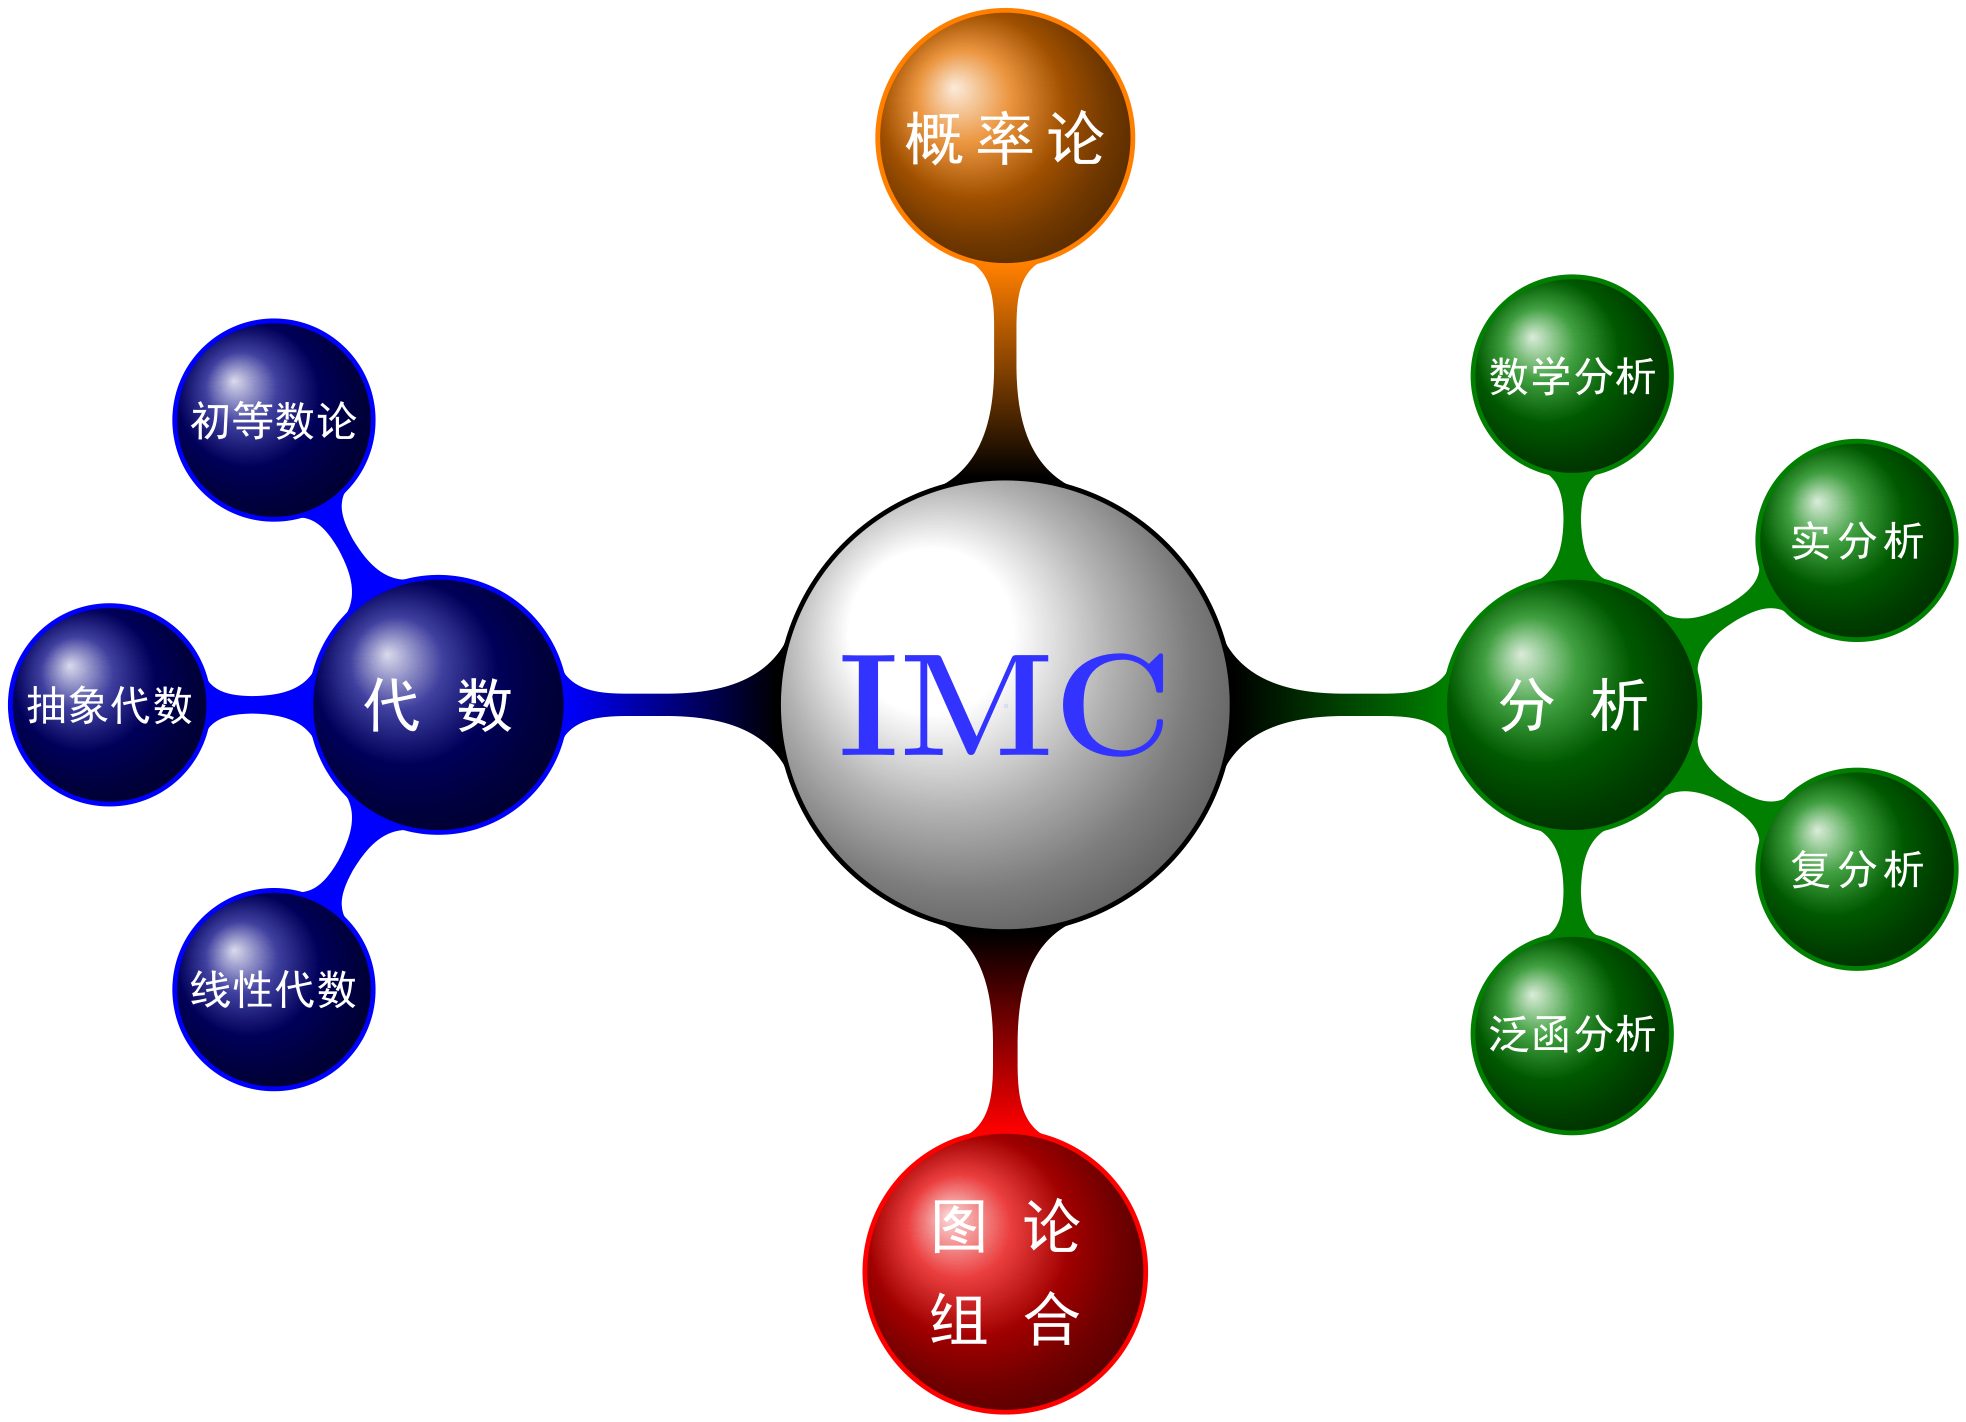 概率论
数学分析
初等数论
实分析
抽象代数
代 数
IMC
分 析
复分析
线性代数
泛函分析
图 论
组 合